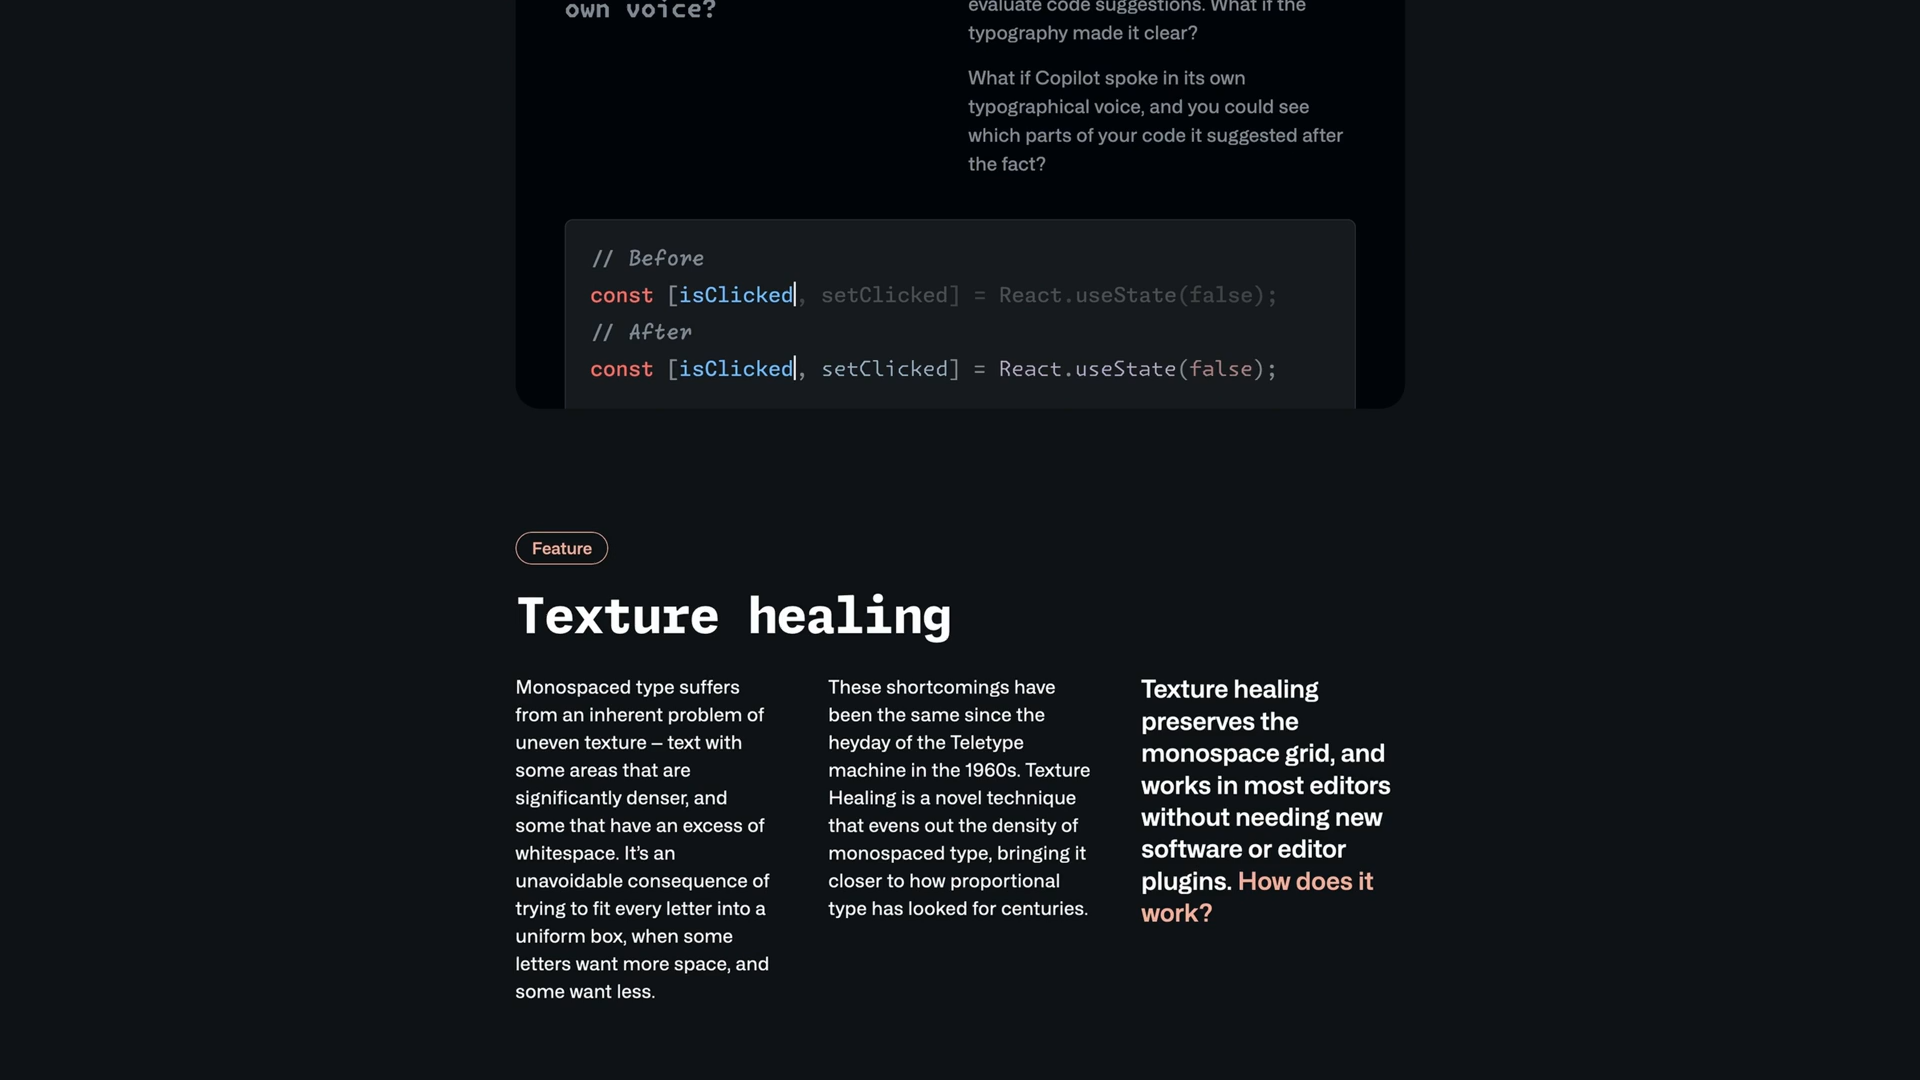 own voice?
evaluate code suggestions. What if the
typography made it clear?
What if Copilot spoke in its own
typographical voice, and you could see
which parts of your code it suggested after
the fact?
// Before
const [isClicked, setClicked] = React.useState(false);
// After
const [isClicked, setClicked] = React.useState(false);
Feature
Texture healing
Monospaced type suffers
from an inherent problem of
uneven texture – text with
some areas that are
significantly denser, and
some that have an excess of
whitespace. It’s an
unavoidable consequence of
trying to fit every letter into a
uniform box, when some
letters want more space, and
some want less.
These shortcomings have
been the same since the
heyday of the Teletype
machine in the 1960s. Texture
Healing is a novel technique
that evens out the density of
monospaced type, bringing it
closer to how proportional
type has looked for centuries.
Texture healing
preserves the
monospace grid, and
works in most editors
without needing new
software or editor
plugins. How does it
work?